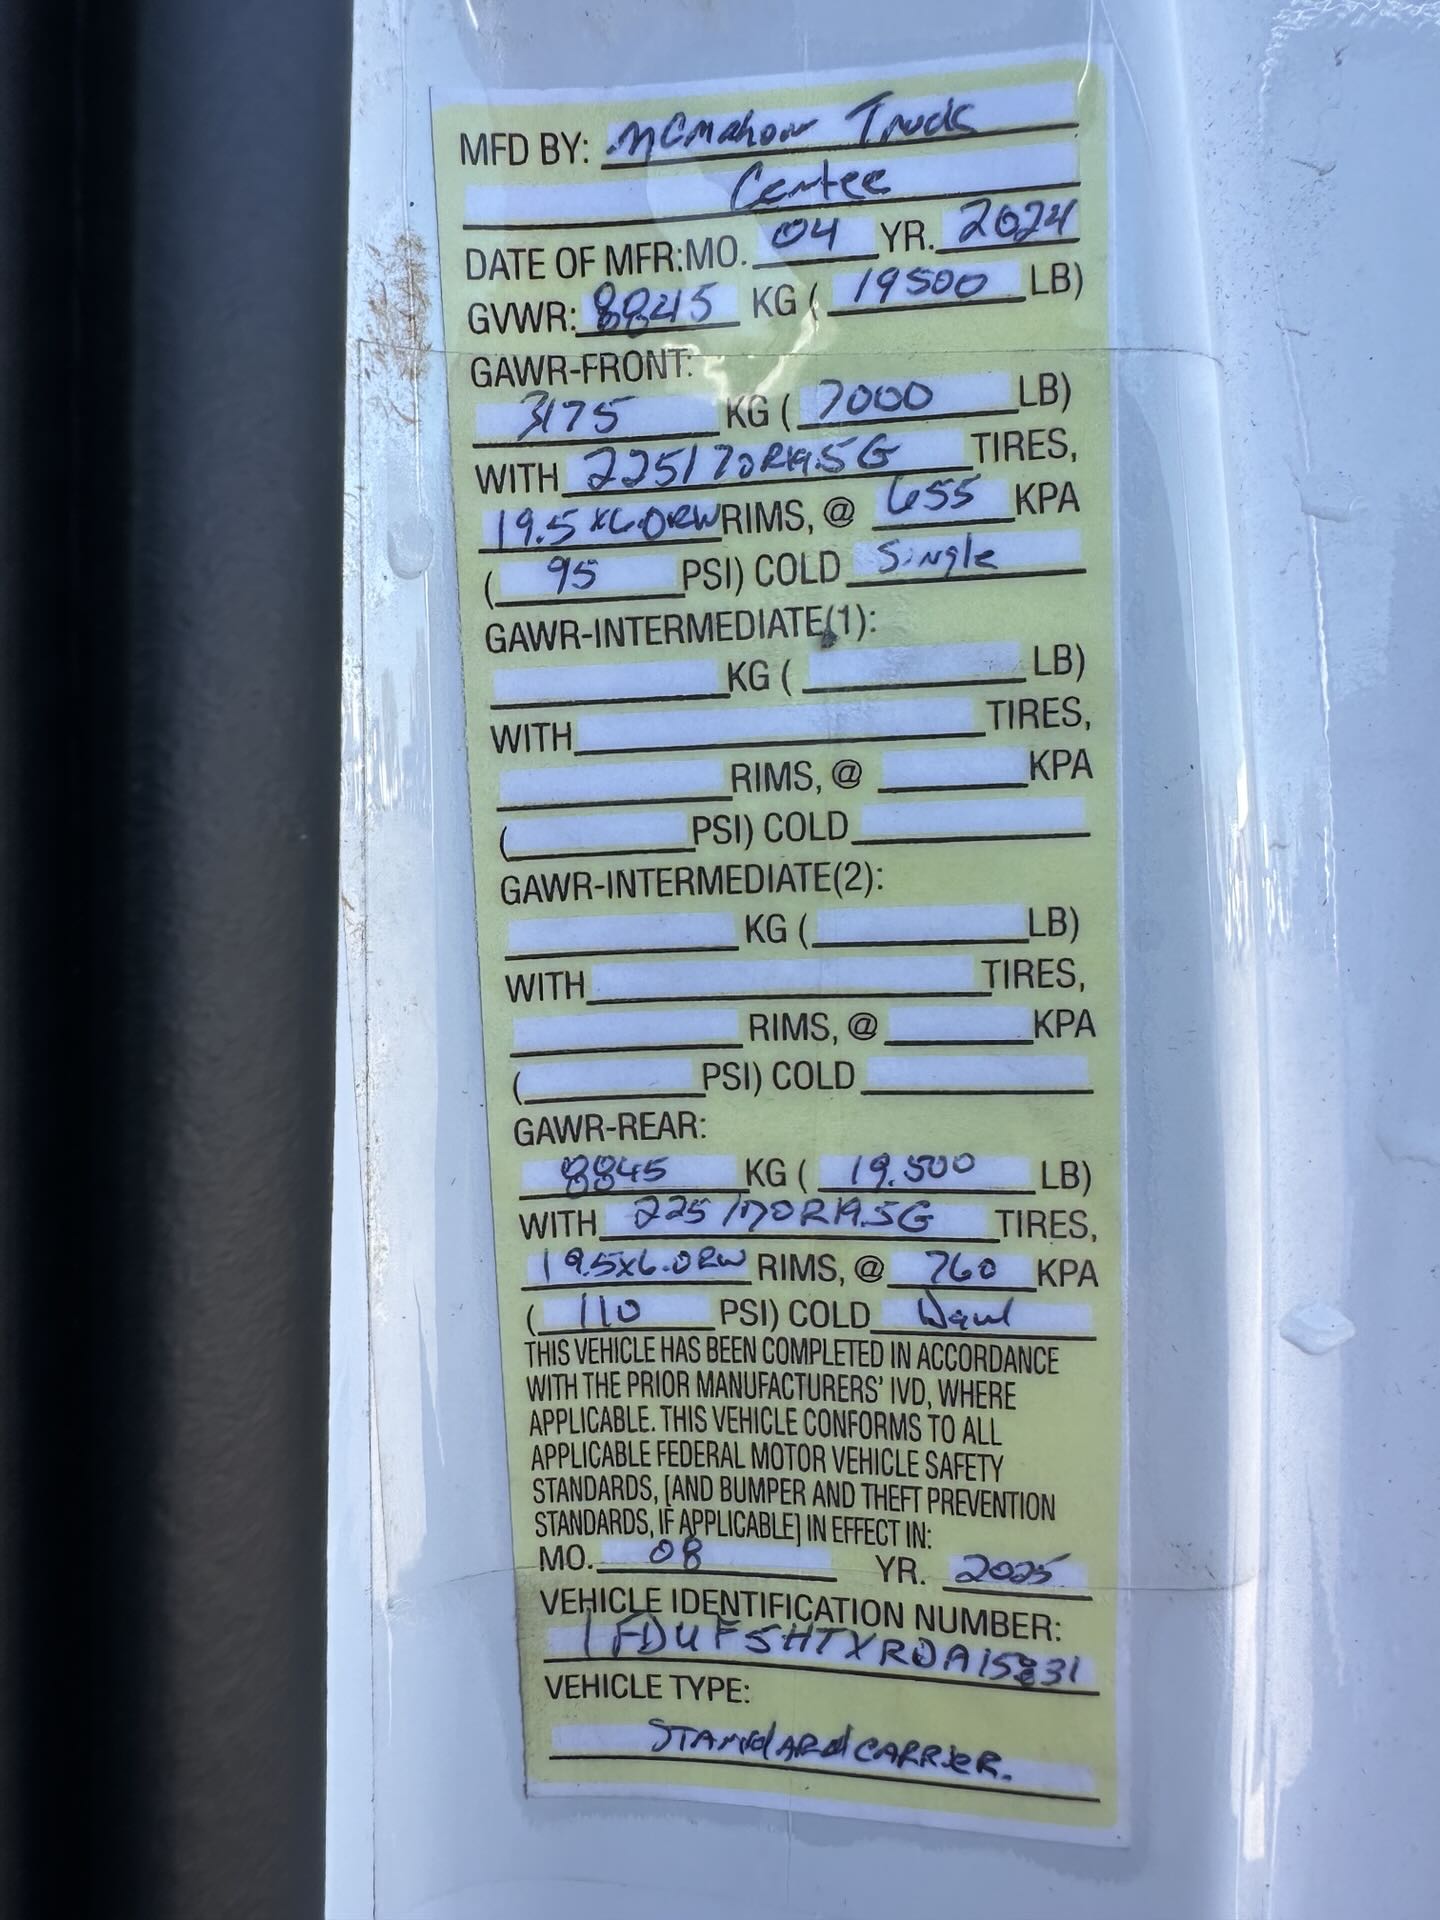 MFD BY: McMahon Truck
Center
DATE OF MFR:MO. 04 YR. 2024
GVWR: 8845 KG ( 19500 LB)
GAWR-FRONT:
3175 KG ( 7000 LB)
WITH 225/70R19.5G TIRES,
19.5x6.0RW RIMS, @ 655 KPA
( 95 PSI) COLD Single
GAWR-INTERMEDIATE(1):
KG ( LB)
WITH TIRES,
RIMS, @ KPA
( PSI) COLD
GAWR-INTERMEDIATE(2):
KG ( LB)
WITH TIRES,
RIMS, @ KPA
( PSI) COLD
GAWR-REAR:
8845 KG ( 19.500 LB)
WITH 225/70R19.5G TIRES,
19.5x6.0RW RIMS, @ 760 KPA
( 110 PSI) COLD Dual
THIS VEHICLE HAS BEEN COMPLETED IN ACCORDANCE
WITH THE PRIOR MANUFACTURERS' IVD, WHERE
APPLICABLE. THIS VEHICLE CONFORMS TO ALL
APPLICABLE FEDERAL MOTOR VEHICLE SAFETY
STANDARDS, [AND BUMPER AND THEFT PREVENTION
STANDARDS, IF APPLICABLE] IN EFFECT IN:
MO. 08 YR. 2025
VEHICLE IDENTIFICATION NUMBER:
1FDUF5HTXRDA15831
VEHICLE TYPE:
STANdARd CARRIER.